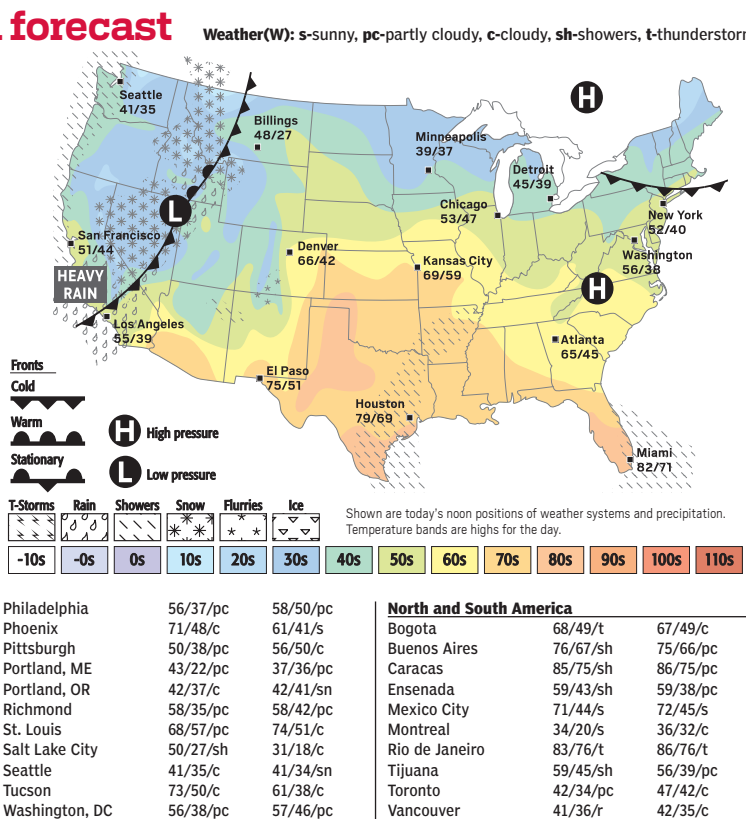 forecast
Weather(W): s-sunny, pc-partly cloudy, c-cloudy, sh-showers, t-thunderstorm
H
Seattle
41/35
Billings
48/27
Minneapolis
39/37
Detroit
45/39
Chicago
53/47
New York
52/40
L
San Francisco
51/44
Denver
66/42
Kansas City
69/59
Washington
56/38
HEAVY
RAIN
H
Los Angeles
55/39
Atlanta
65/45
El Paso
75/51
Houston
79/69
Miami
82/71
Fronts
Cold
Warm
Stationary
H High pressure
L Low pressure
T-Storms Rain Showers Snow Flurries Ice
Shown are today's noon positions of weather systems and precipitation.
Temperature bands are highs for the day.
-10s -0s 0s 10s 20s 30s 40s 50s 60s 70s 80s 90s 100s 110s
Philadelphia 56/37/pc 58/50/pc
Phoenix 71/48/c 61/41/s
Pittsburgh 50/38/pc 56/50/c
Portland, ME 43/22/pc 37/36/pc
Portland, OR 42/37/c 42/41/sn
Richmond 58/35/pc 58/42/pc
St. Louis 68/57/pc 74/51/c
Salt Lake City 50/27/sh 31/18/c
Seattle 41/35/c 41/34/sn
Tucson 73/50/c 61/38/c
Washington, DC 56/38/pc 57/46/pc
North and South America
Bogota 68/49/t 67/49/c
Buenos Aires 76/67/sh 75/66/pc
Caracas 85/75/sh 86/75/pc
Ensenada 59/43/sh 59/38/pc
Mexico City 71/44/s 72/45/s
Montreal 34/20/s 36/32/c
Rio de Janeiro 83/76/t 86/76/t
Tijuana 59/45/sh 56/39/pc
Toronto 42/34/pc 47/42/c
Vancouver 41/36/r 42/35/c